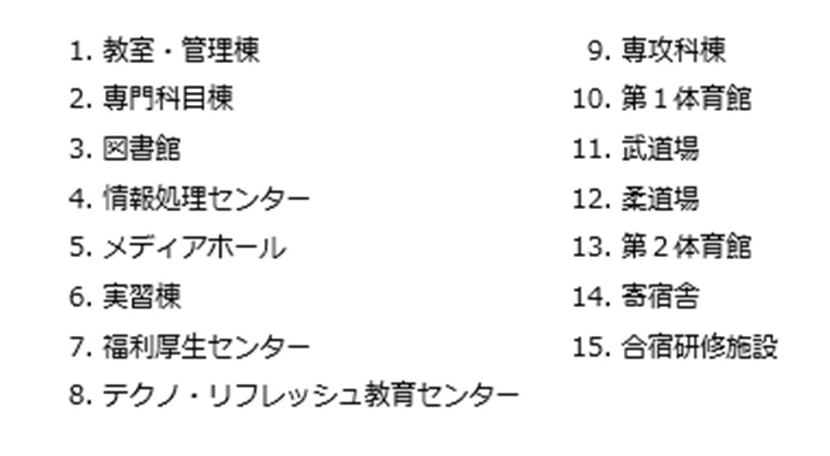 1. 教室・管理棟
2. 専門科目棟
3. 図書館
4. 情報処理センター
5. メディアホール
6. 実習棟
7. 福利厚生センター
8. テクノ・リフレッシュ教育センター
9. 専攻科棟
10. 第１体育館
11. 武道場
12. 柔道場
13. 第２体育館
14. 寄宿舎
15. 合宿研修施設